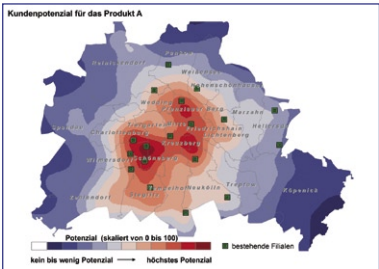 Kundenpotenzial für das Produkt A
Pankow
Reinickendorf
Weißensee
Hohenschönhausen
Wedding
Prenzlauer Berg
Marzahn
Spandau
Tiergarten
Mitte
Friedrichshain
Hellersdorf
Charlottenburg
Lichtenberg
Kreuzberg
Wilmersdorf
Schöneberg
Zehlendorf
Steglitz
Tempelhof
Neukölln
Treptow
Köpenick
Potenzial (skaliert von 0 bis 100)
bestehende Filialen
kein bis wenig Potenzial
höchstes Potenzial